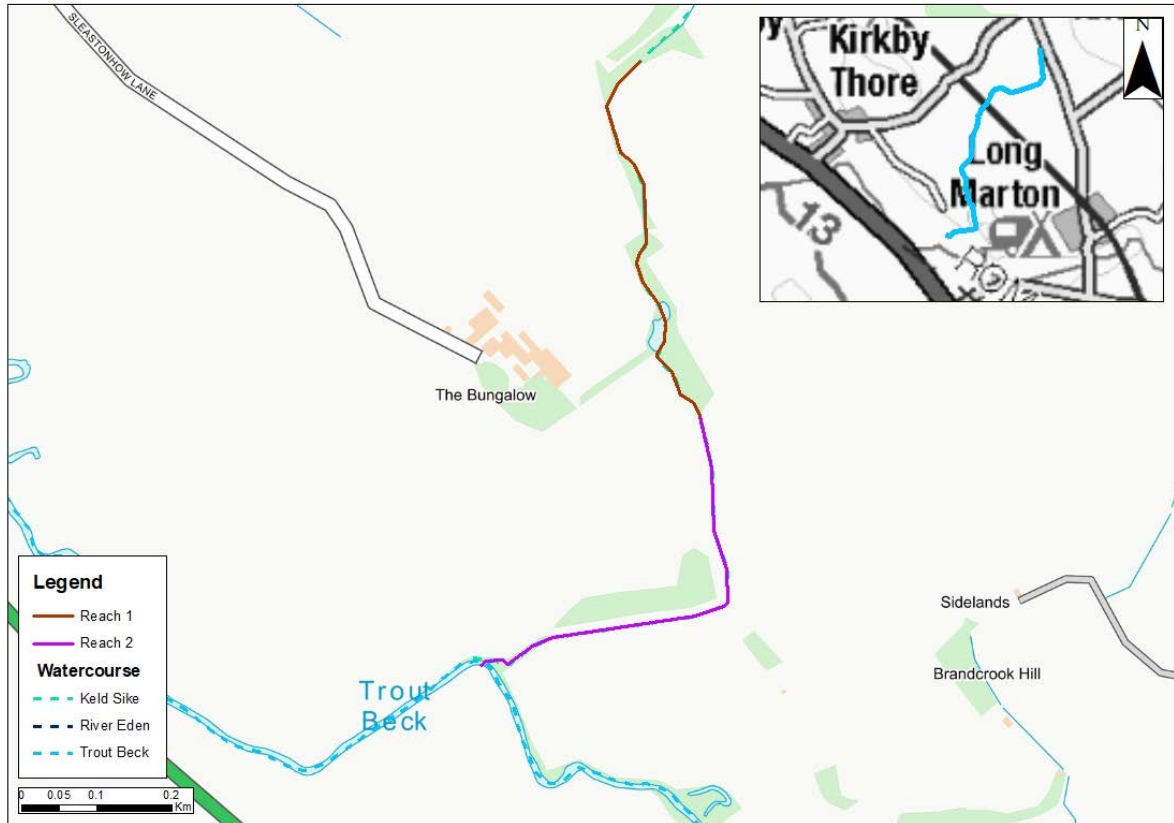 SLEASTONHOW LANE
Kirkby
Thore
N
Long
Marton
13
The Bungalow
Sidelands
Brandcrook Hill
Trout
Beck
Legend
Reach 1
Reach 2
Watercourse
Keld Sike
River Eden
Trout Beck
0 0.05 0.1 0.2
Km